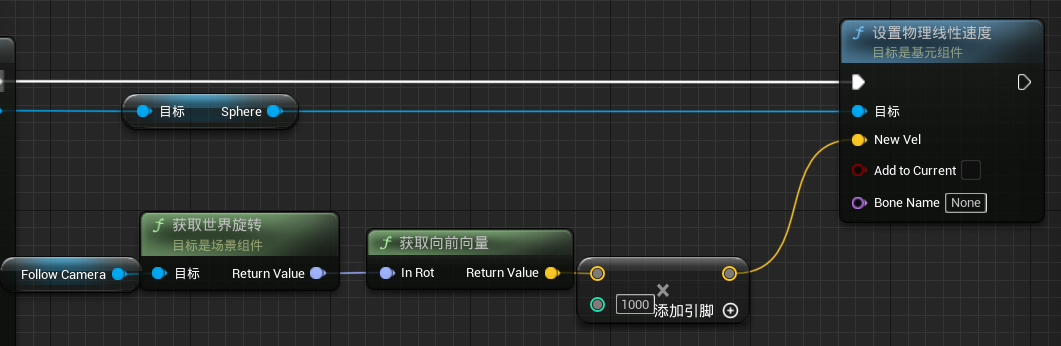 设置物理线性速度
目标是基元组件
目标 Sphere
目标
New Vel
Add to Current
Bone Name None
获取世界旋转
目标是场景组件
Follow Camera
目标 Return Value
获取向前向量
In Rot Return Value
1000
添加引脚